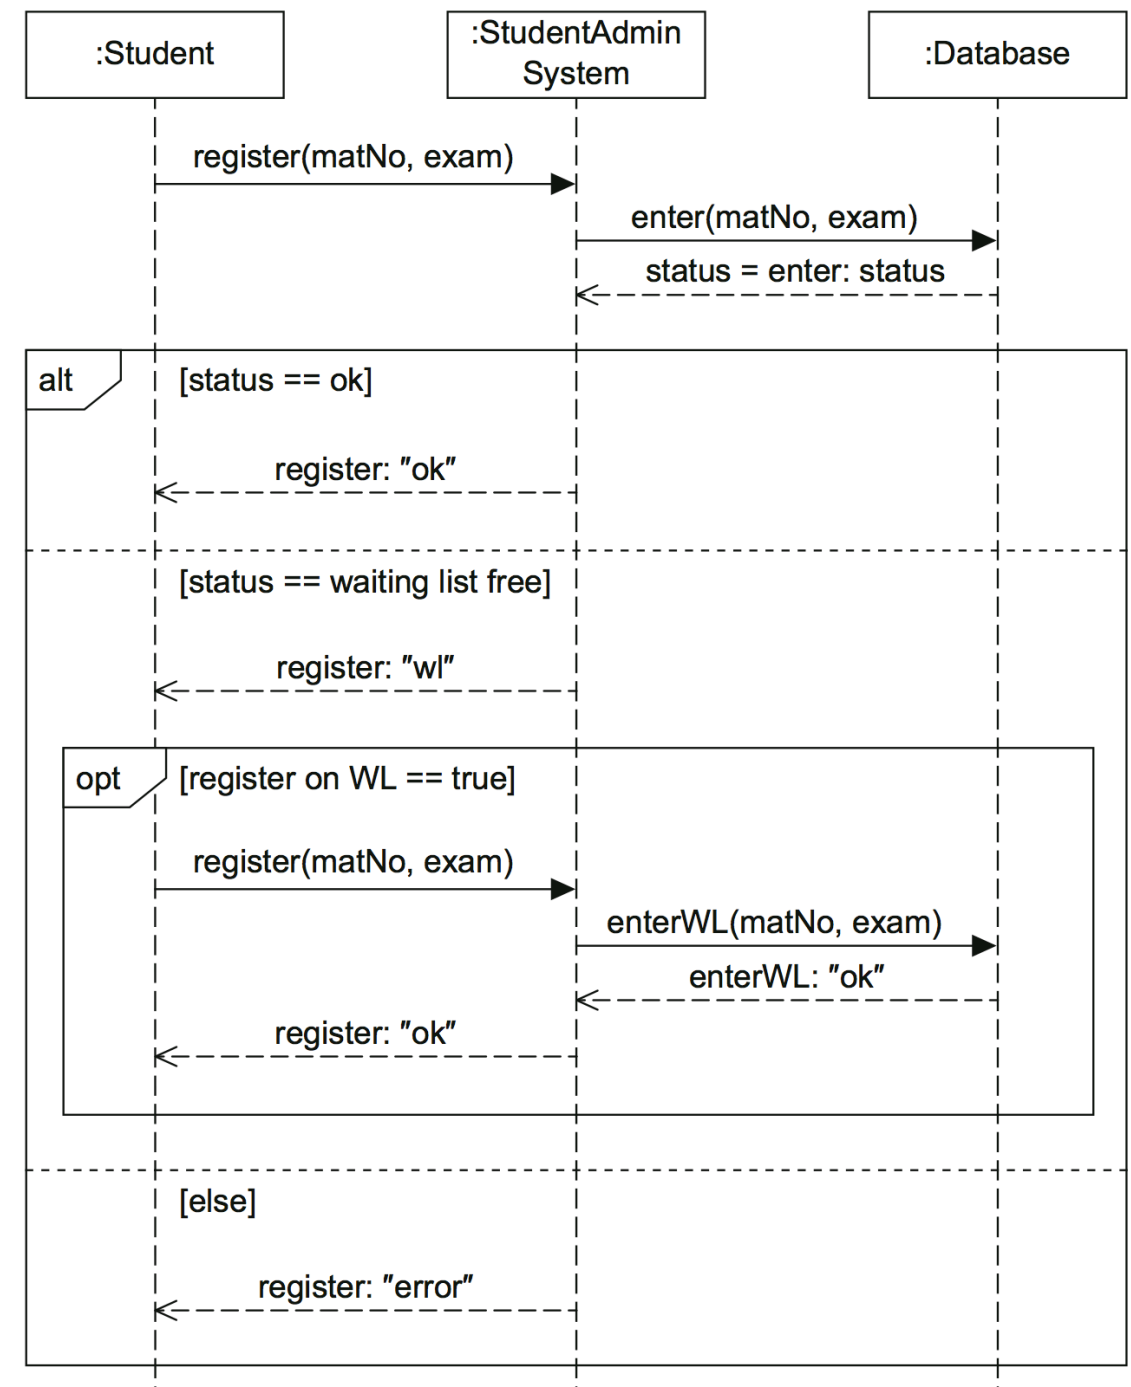 :Student
:StudentAdmin
System
:Database
register(matNo, exam)
enter(matNo, exam)
status = enter: status
alt
[status == ok]
register: "ok"
[status == waiting list free]
register: "wl"
opt
[register on WL == true]
register(matNo, exam)
enterWL(matNo, exam)
enterWL: "ok"
register: "ok"
[else]
register: "error"